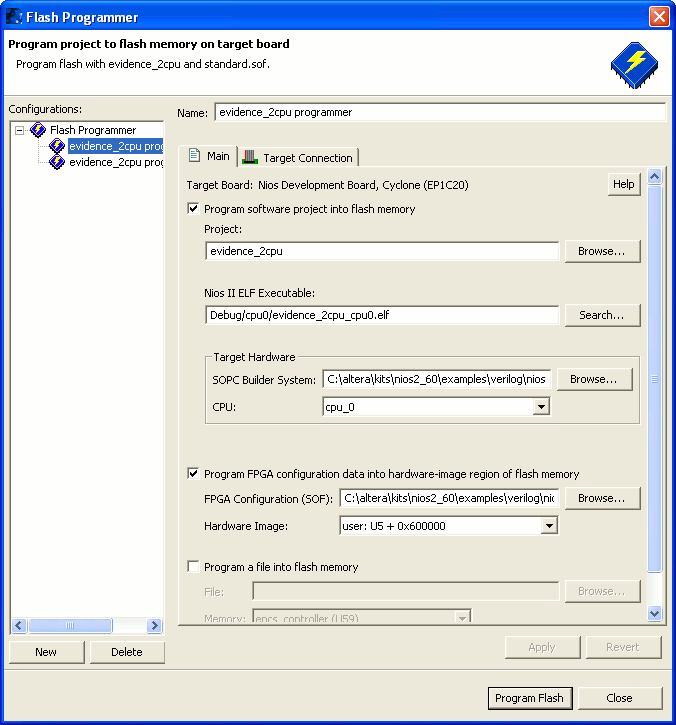 Flash Programmer
Program project to flash memory on target board
Program flash with evidence_2cpu and standard.sof.
Configurations:
Flash Programmer
evidence_2cpu prog
evidence_2cpu prog
New
Delete
Name:
evidence_2cpu programmer
Main
Target Connection
Target Board: Nios Development Board, Cyclone (EP1C20)
Help
Program software project into flash memory
Project:
evidence_2cpu
Browse...
Nios II ELF Executable:
Debug/cpu0/evidence_2cpu_cpu0.elf
Search...
Target Hardware
SOPC Builder System:
C:\altera\kits\nios2_60\examples\verilog\nios
Browse...
CPU:
cpu_0
Program FPGA configuration data into hardware-image region of flash memory
FPGA Configuration (SOF):
C:\altera\kits\nios2_60\examples\verilog\nio
Browse...
Hardware Image:
user: U5 + 0x600000
Program a file into flash memory
File:
Browse...
Memory:
epcs_controller (U59)
Apply
Revert
Program Flash
Close